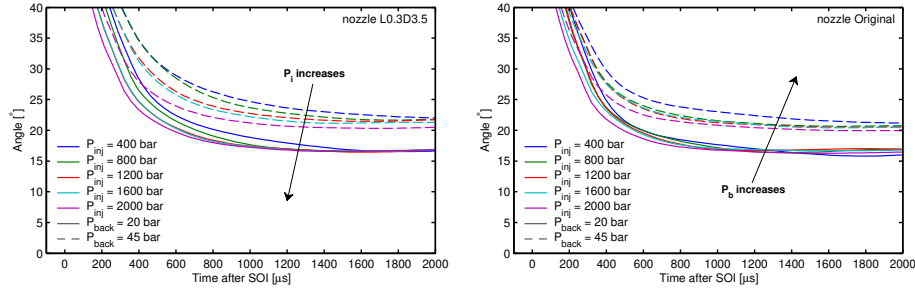 nozzle L0.3D3.5
40
35
30
25
20
15
10
5
0
Angle [°]
P_i increases
P_inj = 400 bar
P_inj = 800 bar
P_inj = 1200 bar
P_inj = 1600 bar
P_inj = 2000 bar
P_back = 20 bar
P_back = 45 bar
0 200 400 600 800 1000 1200 1400 1600 1800 2000
Time after SOI [µs]
nozzle Original
40
35
30
25
20
15
10
5
0
Angle [°]
P_b increases
P_inj = 400 bar
P_inj = 800 bar
P_inj = 1200 bar
P_inj = 1600 bar
P_inj = 2000 bar
P_back = 20 bar
P_back = 45 bar
0 200 400 600 800 1000 1200 1400 1600 1800 2000
Time after SOI [µs]